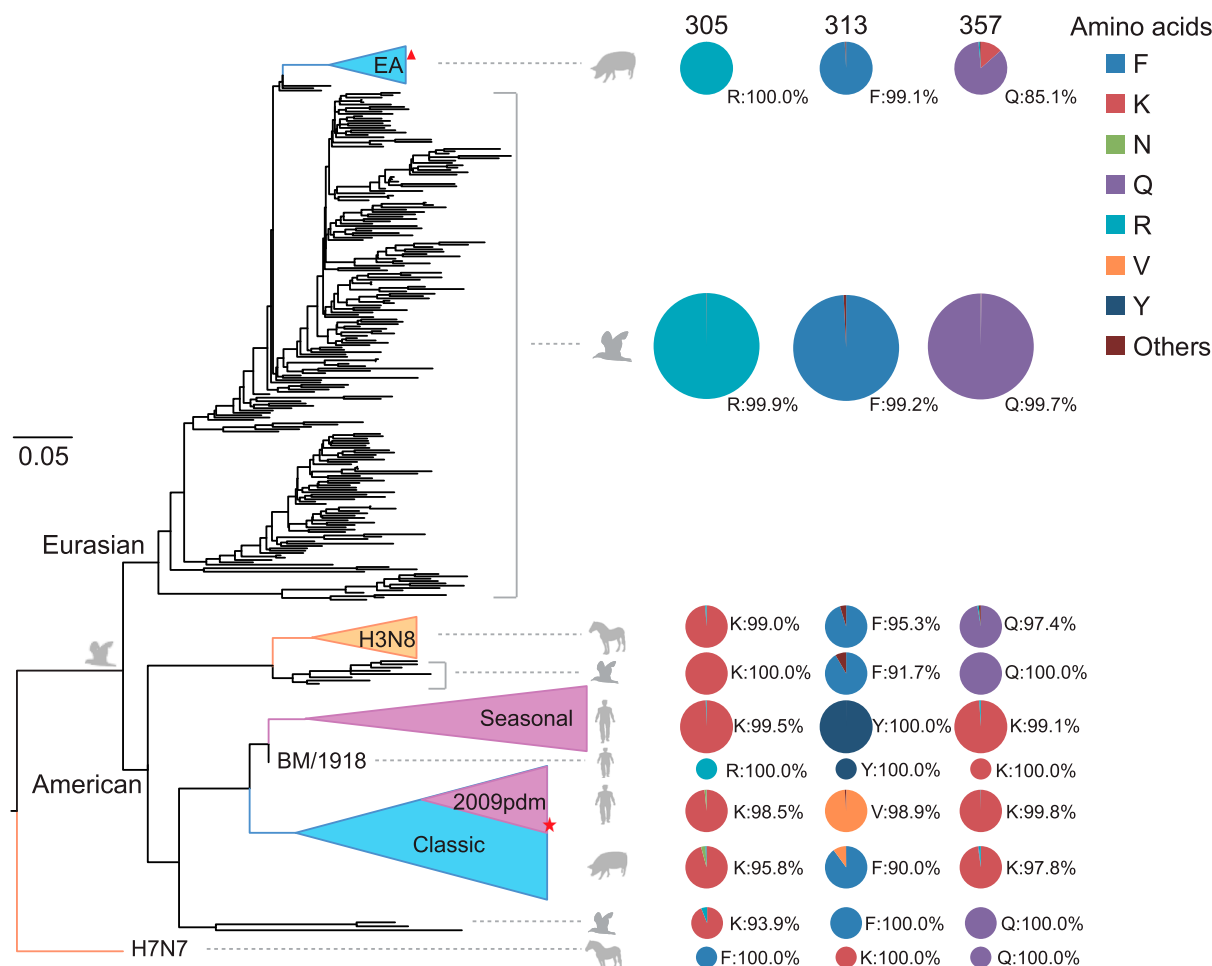 305 313 357 Amino acids
EA
R:100.0% F:99.1% Q:85.1%
F
K
N
Q
R
V
Y
Others
R:99.9% F:99.2% Q:99.7%
0.05
Eurasian
H3N8 K:99.0% F:95.3% Q:97.4%
K:100.0% F:91.7% Q:100.0%
Seasonal K:99.5% Y:100.0% K:99.1%
BM/1918 R:100.0% Y:100.0% K:100.0%
American
2009pdm K:98.5% V:98.9% K:99.8%
Classic K:95.8% F:90.0% K:97.8%
K:93.9% F:100.0% Q:100.0%
H7N7 F:100.0% K:100.0% Q:100.0%